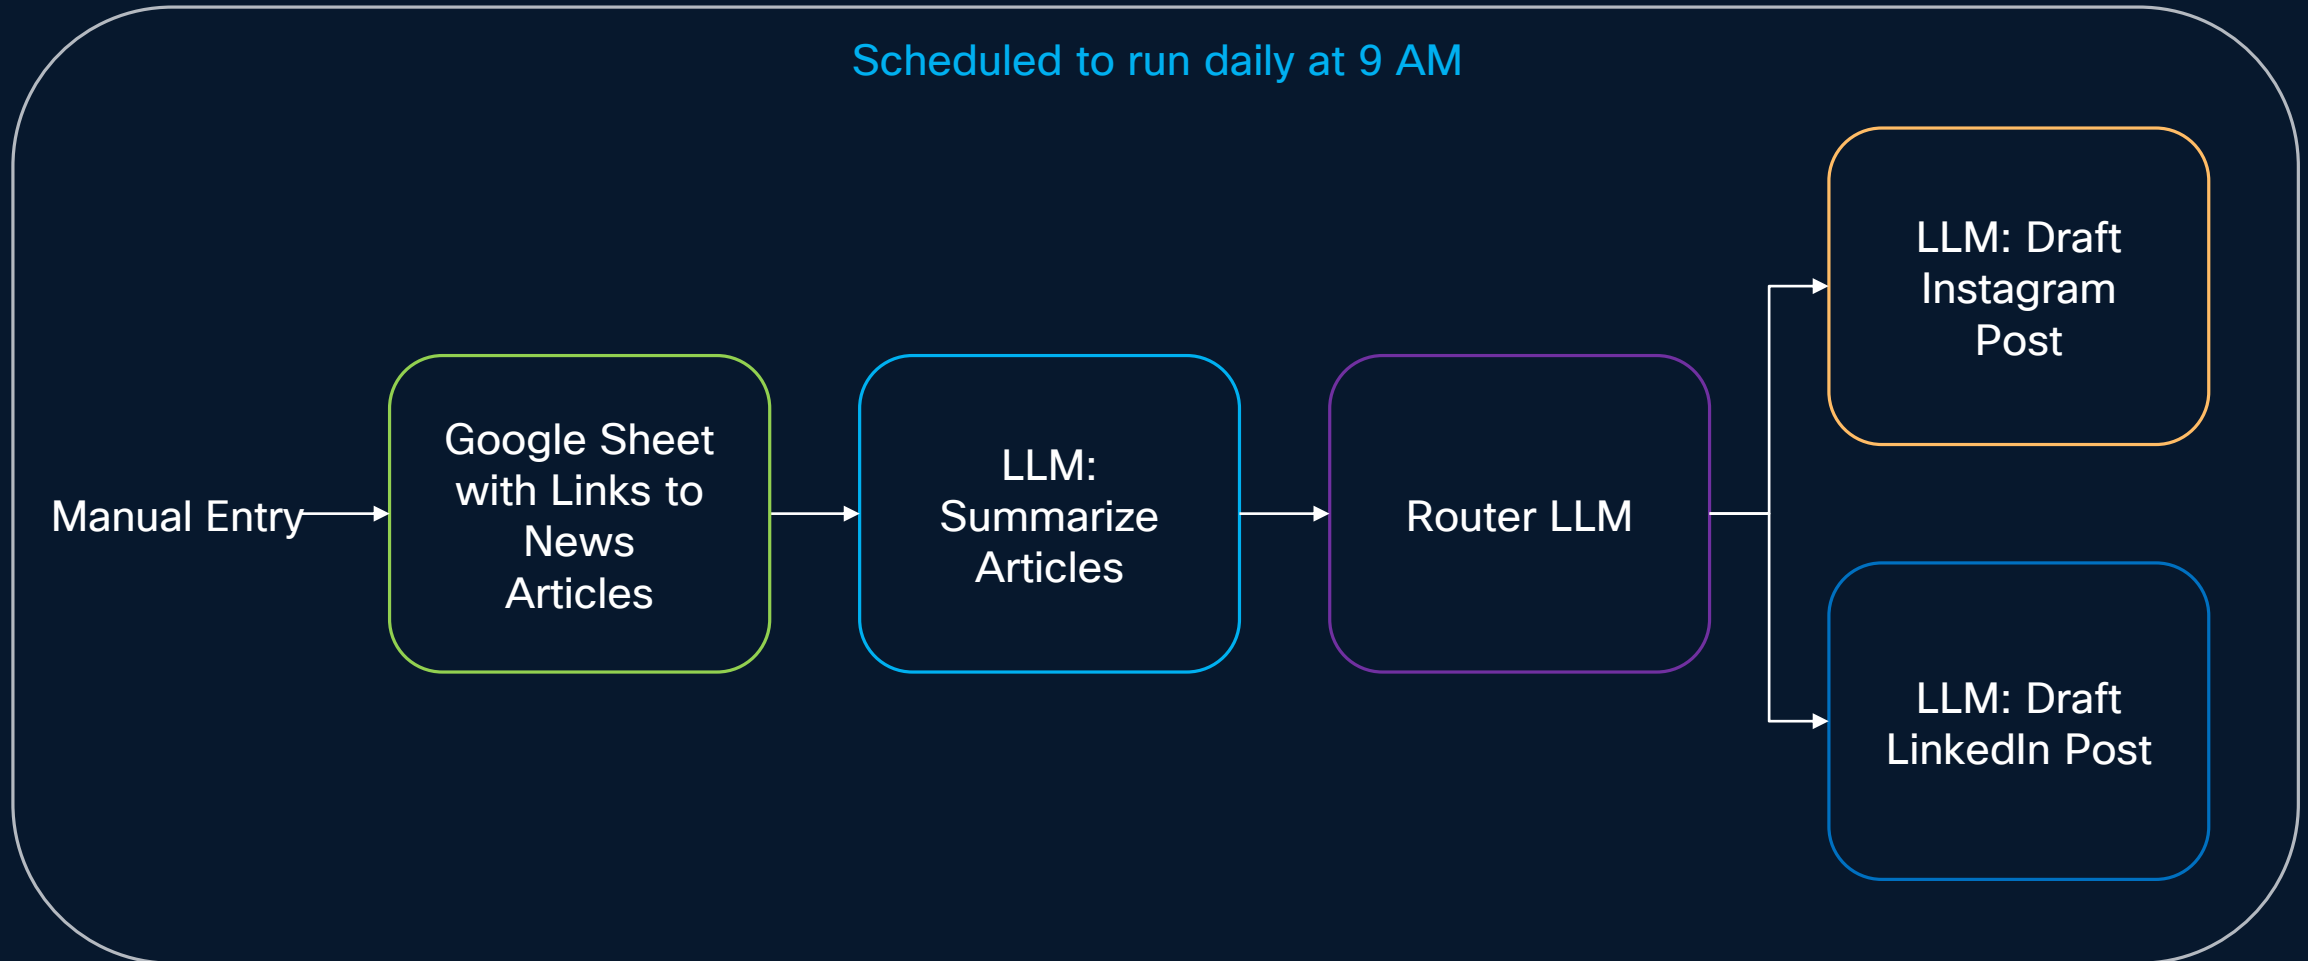 Scheduled to run daily at 9 AM
Manual Entry
Google Sheet
with Links to
News
Articles
LLM:
Summarize
Articles
Router LLM
LLM: Draft
Instagram
Post
LLM: Draft
LinkedIn Post